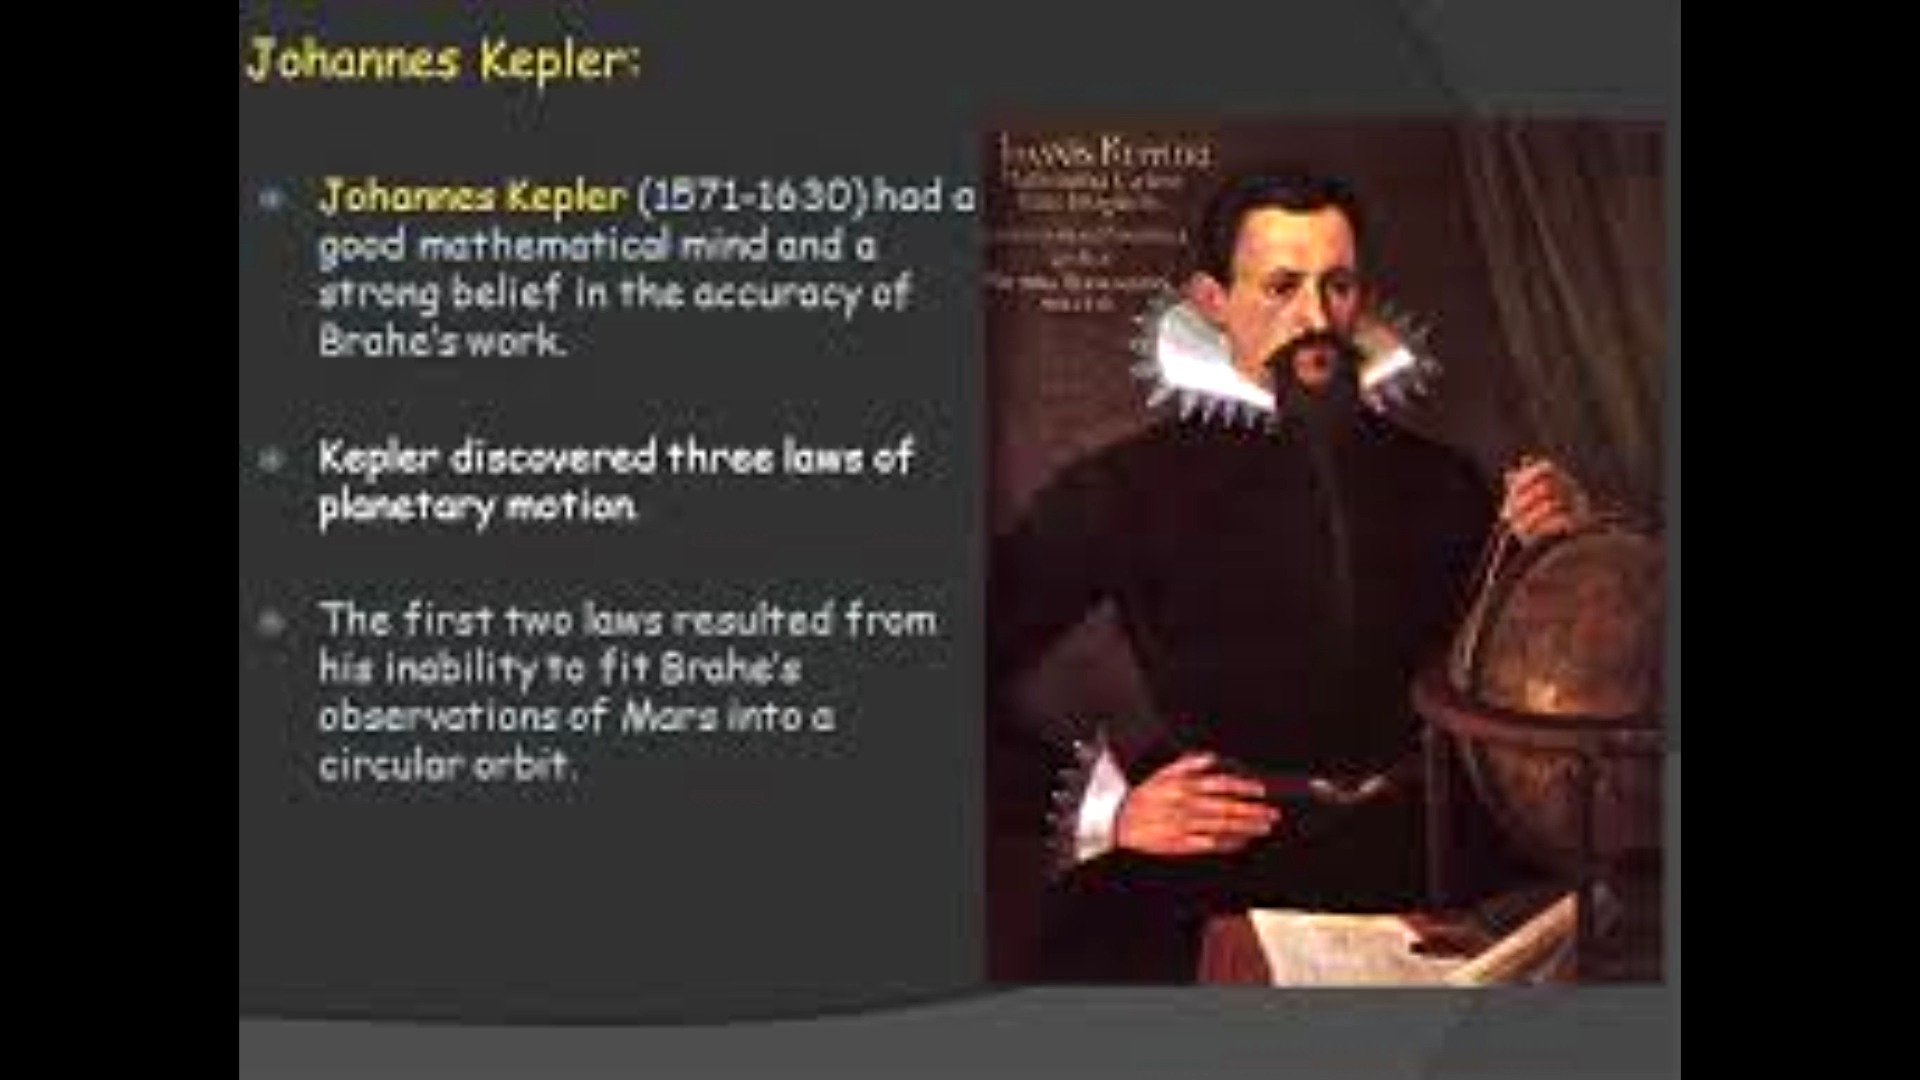 Johannes Kepler:
Johannes Kepler (1571-1630) had a
good mathematical mind and a
strong belief in the accuracy of
Brahe's work.
Kepler discovered three laws of
planetary motion
The first two laws resulted from
his inability to fit Brahe's
observations of Mars into a
circular orbit.